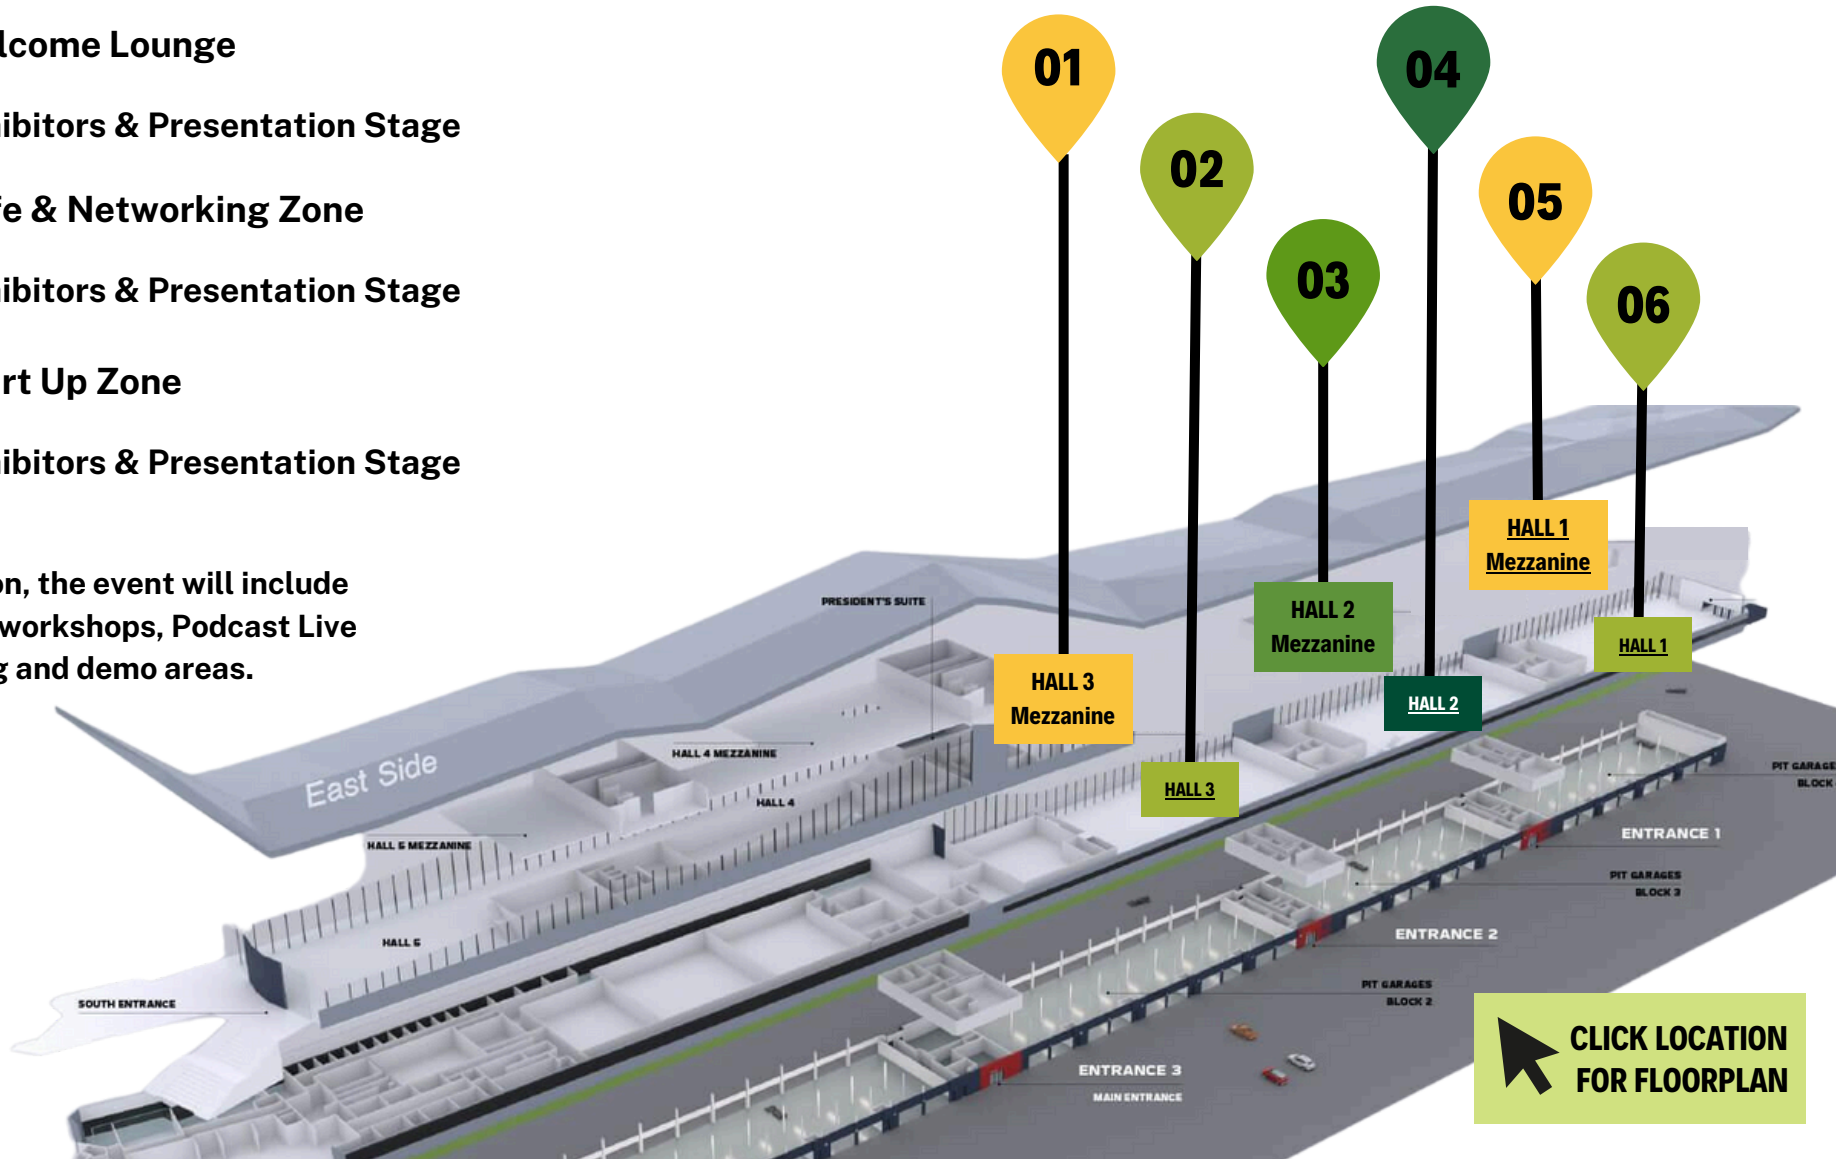 lcome Lounge
ibitors & Presentation Stage
fe & Networking Zone
ibitors & Presentation Stage
rt Up Zone
ibitors & Presentation Stage
on, the event will include
workshops, Podcast Live
g and demo areas.
01
02
03
04
05
06
HALL 1
Mezzanine
HALL 2
Mezzanine
HALL 1
HALL 3
Mezzanine
HALL 2
HALL 3
PRESIDENT'S SUITE
HALL 4 MEZZANINE
East Side
HALL 4
HALL 5 MEZZANINE
HALL 5
SOUTH ENTRANCE
PIT GARAGE
BLOCK
ENTRANCE 1
PIT GARAGES
BLOCK 3
ENTRANCE 2
PIT GARAGES
BLOCK 2
ENTRANCE 3
MAIN ENTRANCE
CLICK LOCATION
FOR FLOORPLAN